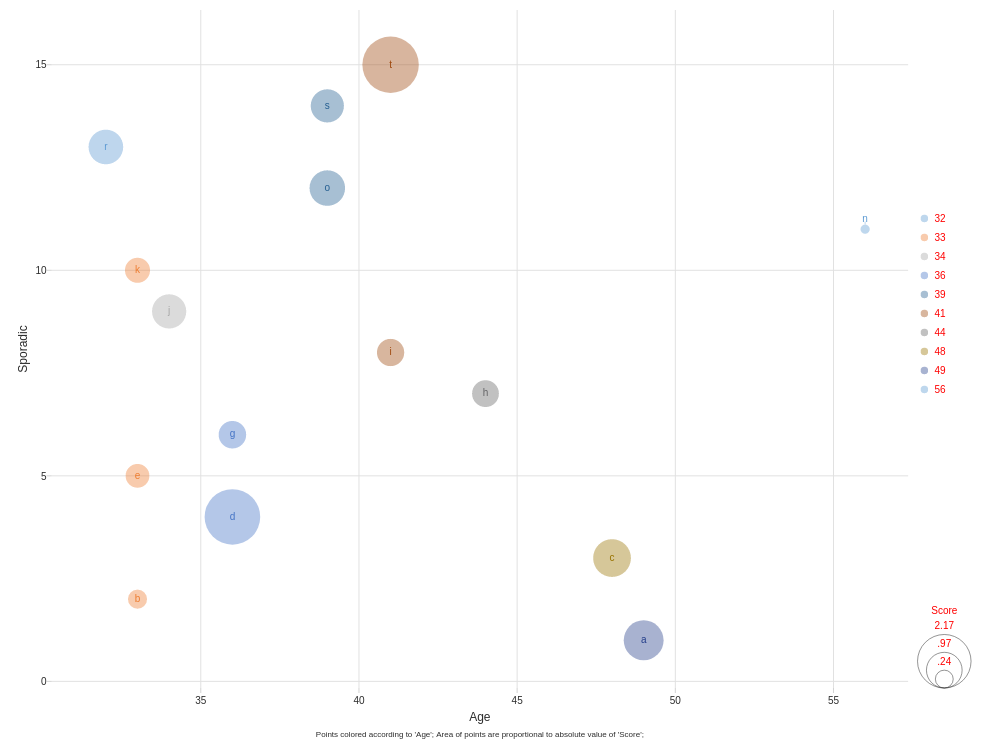 15
10
5
0
35
40
45
50
55
Sporadic
Age
t
s
r
o
n
k
j
i
h
g
e
d
c
b
a
32
33
34
36
39
41
44
48
49
56
Score
2.17
.97
.24
Points colored according to 'Age'; Area of points are proportional to absolute value of 'Score';